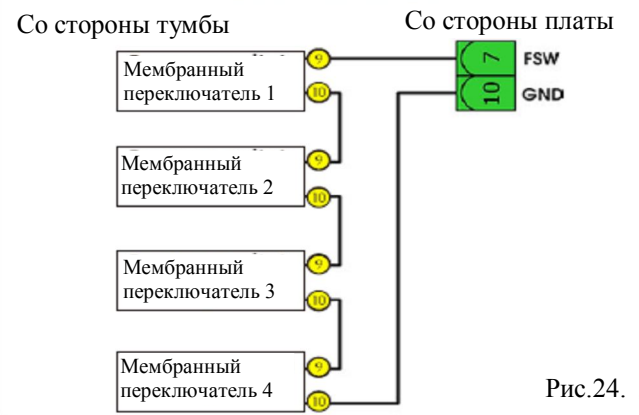 Со стороны тумбы
Со стороны платы
Мембранный
переключатель 1
9
10
7
FSW
10
GND
Мембранный
переключатель 2
9
10
Мембранный
переключатель 3
9
10
Мембранный
переключатель 4
9
10
Рис.24.